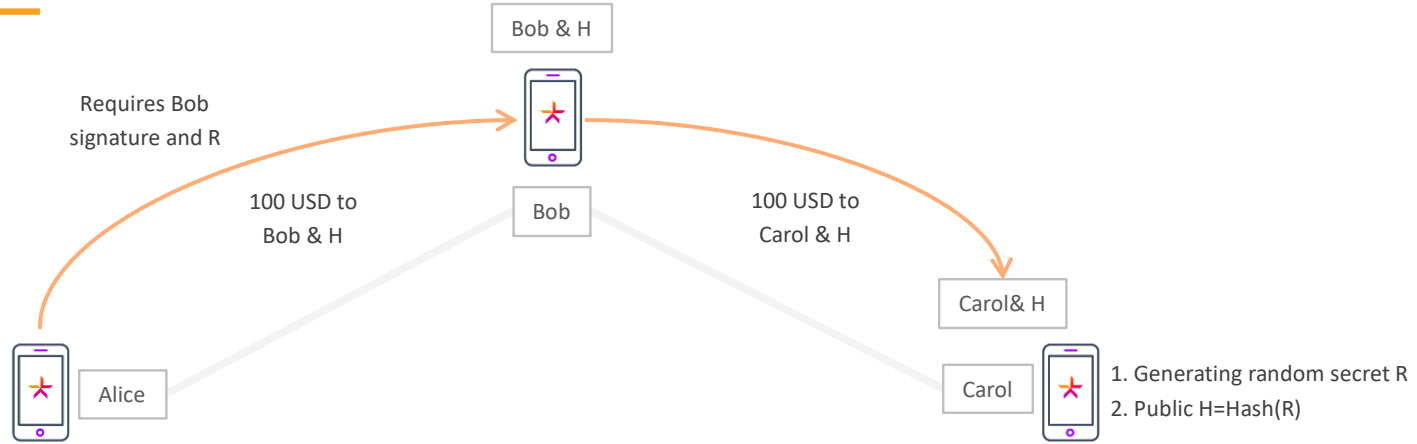 Bob & H
Requires Bob
signature and R
100 USD to
Bob & H
Bob
100 USD to
Carol & H
Carol& H
Alice
Carol
1. Generating random secret R
2. Public H=Hash(R)